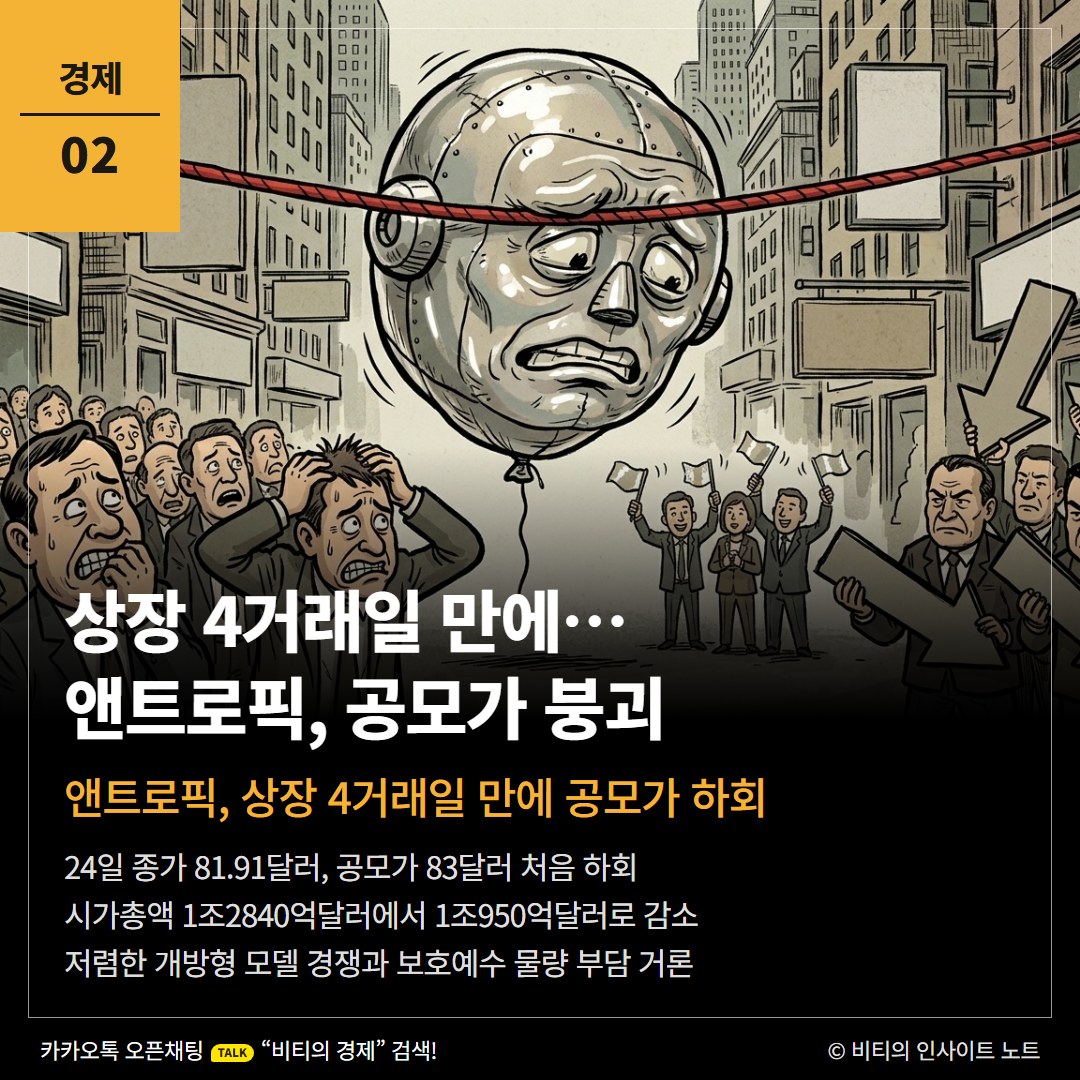 경제
02
상장 4거래일 만에…
앤트로픽, 공모가 붕괴
앤트로픽, 상장 4거래일 만에 공모가 하회
24일 종가 81.91달러, 공모가 83달러 처음 하회
시가총액 1조2840억달러에서 1조950억달러로 감소
저렴한 개방형 모델 경쟁과 보호예수 물량 부담 거론
카카오톡 오픈채팅 TALK “비티의 경제” 검색!
© 비티의 인사이트 노트